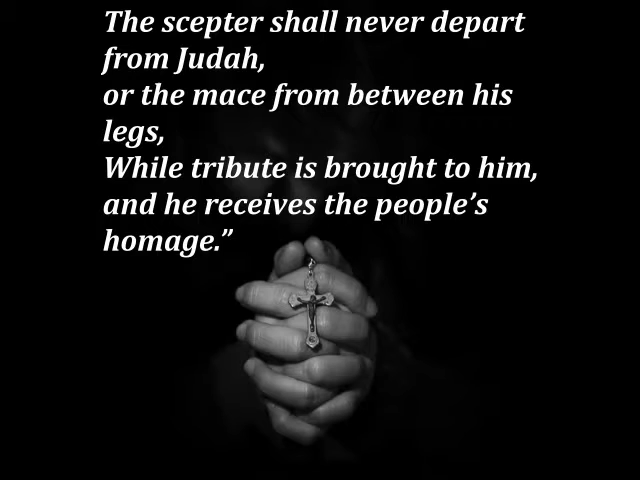 The scepter shall never depart
from Judah,
or the mace from between his
legs,
While tribute is brought to him,
and he receives the people’s
homage.”